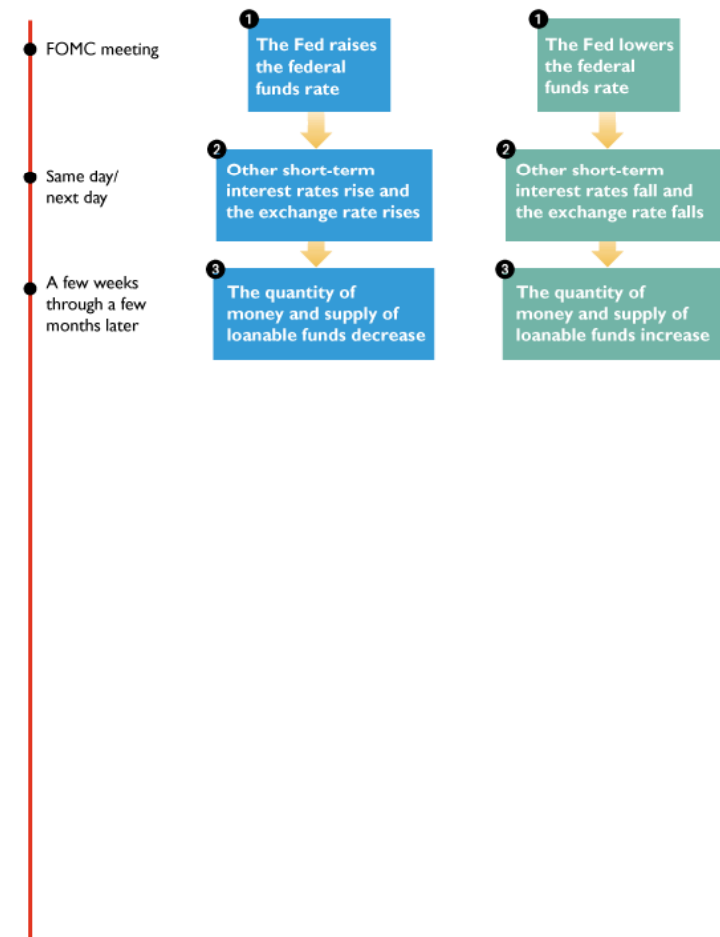 FOMC meeting
1
The Fed raises
the federal
funds rate
1
The Fed lowers
the federal
funds rate
Same day/
next day
2
Other short-term
interest rates rise and
the exchange rate rises
2
Other short-term
interest rates fall and
the exchange rate falls
A few weeks
through a few
months later
3
The quantity of
money and supply of
loanable funds decrease
3
The quantity of
money and supply of
loanable funds increase